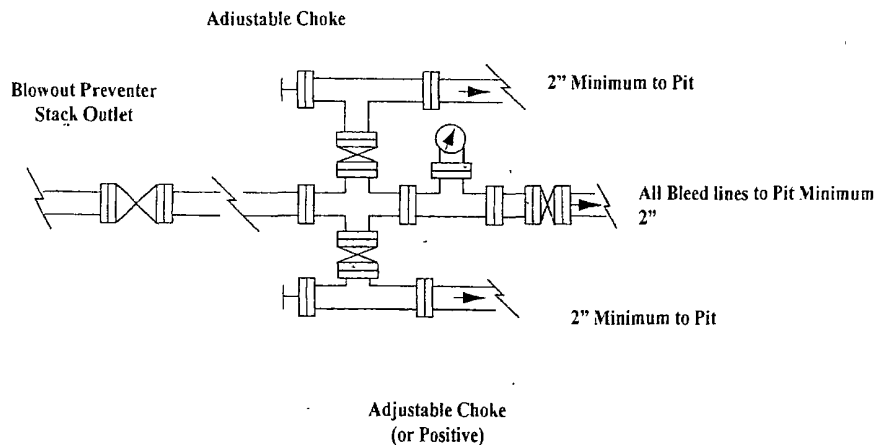 Adjustable Choke
2” Minimum to Pit
Blowout Preventer
Stack Outlet
All Bleed lines to Pit Minimum
2”
2” Minimum to Pit
Adjustable Choke
(or Positive)